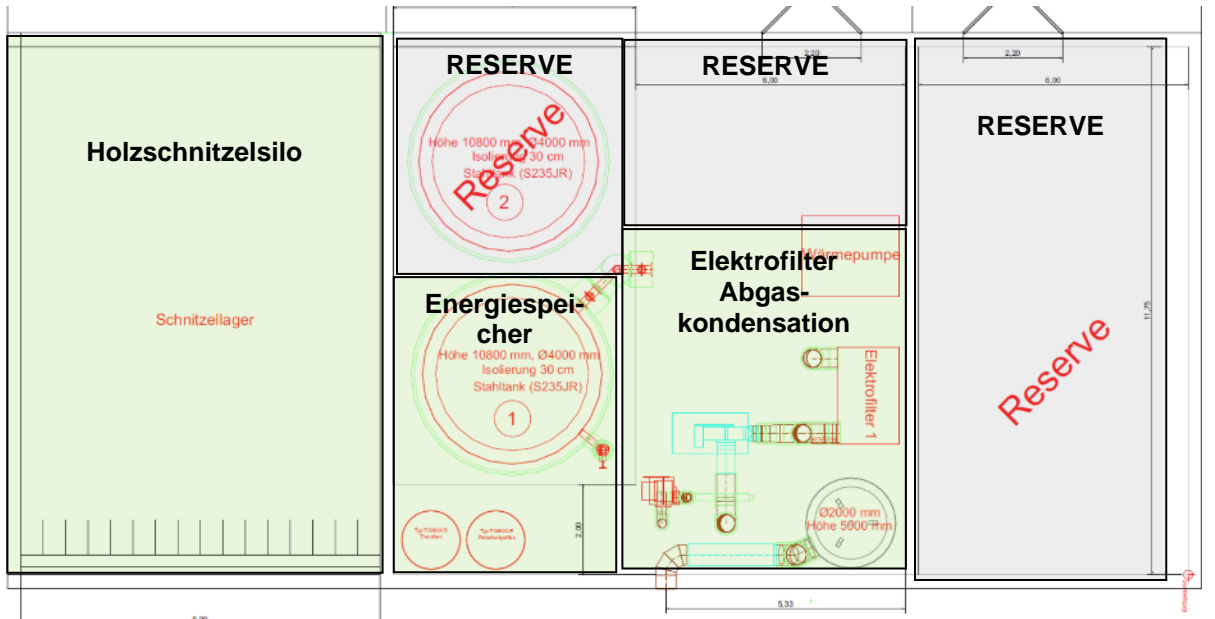 2,20
2,20
RESERVE
RESERVE
6,00
6,00
RESERVE
Höhe 10800 mm, Ø4000 mm
Isolierung 30 cm
Stahltank (S235JR)
Reserve
2
Holzschnitzelsilo
Elektrofilter
Abgas-
kondensation
Wärmepumpe
Energiespei-
cher
11,75
Schnitzellager
Höhe 10800 mm, Ø4000 mm
Isolierung 30 cm
Stahltank (S235JR)
1
Elektrofilter 1
Reserve
Ø2000 mm
Höhe 5000 mm
2,00
5,33